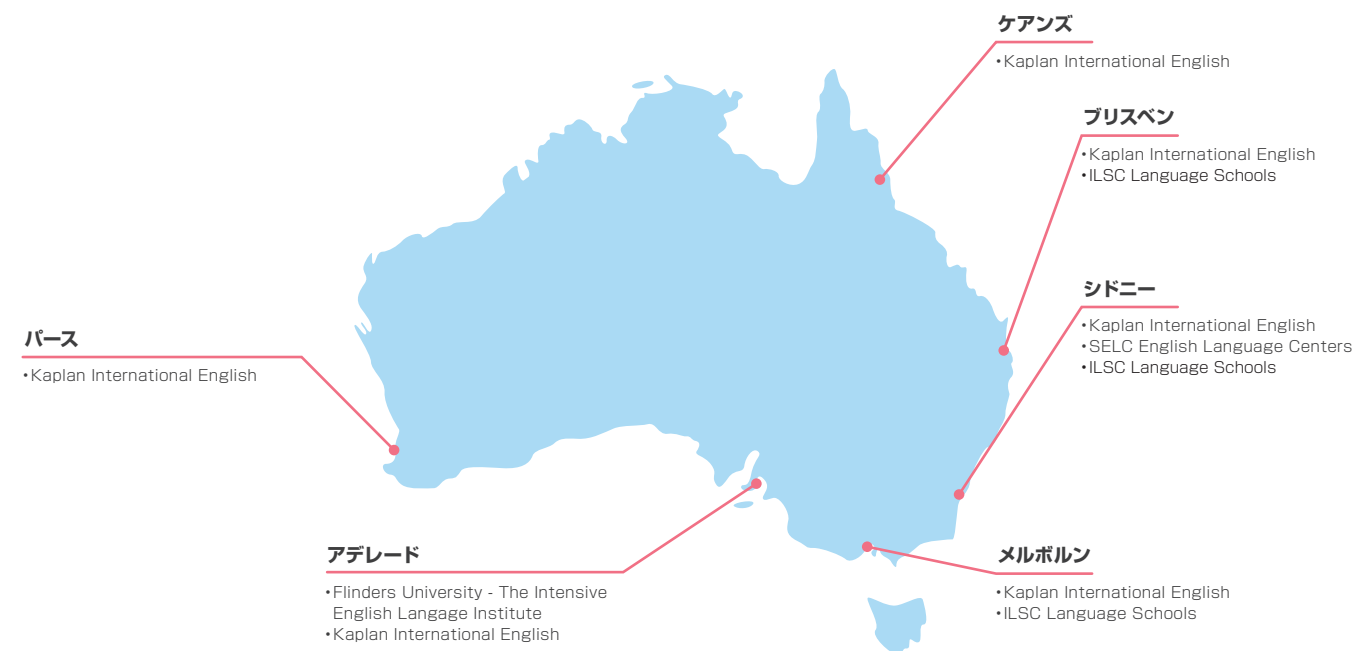 ケアンズ
・Kaplan International English
ブリスベン
・Kaplan International English
・ILSC Language Schools
シドニー
・Kaplan International English
・SELC English Language Centers
・ILSC Language Schools
パース
・Kaplan International English
アデレード
・Flinders University - The Intensive
English Langage Institute
・Kaplan International English
メルボルン
・Kaplan International English
・ILSC Language Schools